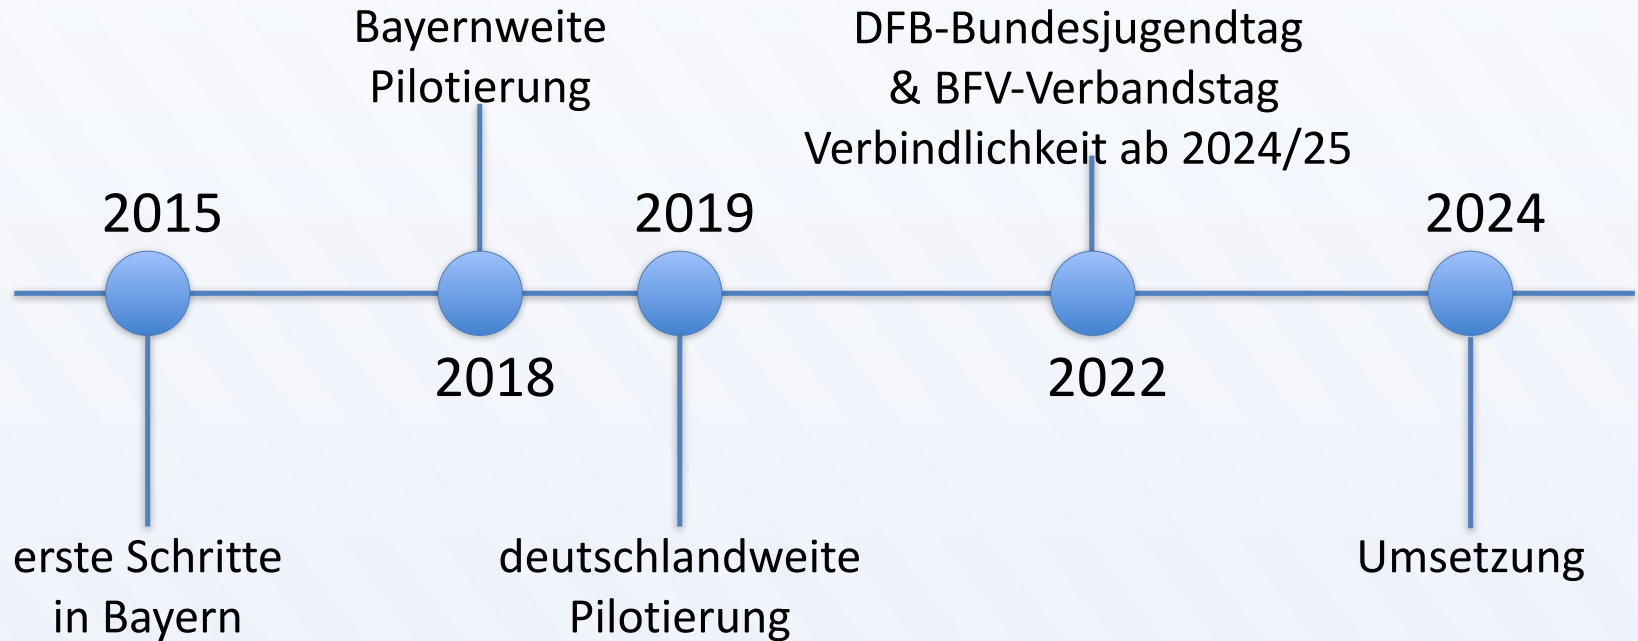 Bayernweite
Pilotierung
DFB-Bundesjugendtag
& BFV-Verbandstag
Verbindlichkeit ab 2024/25
2015
2019
2024
2018
2022
erste Schritte
in Bayern
deutschlandweite
Pilotierung
Umsetzung